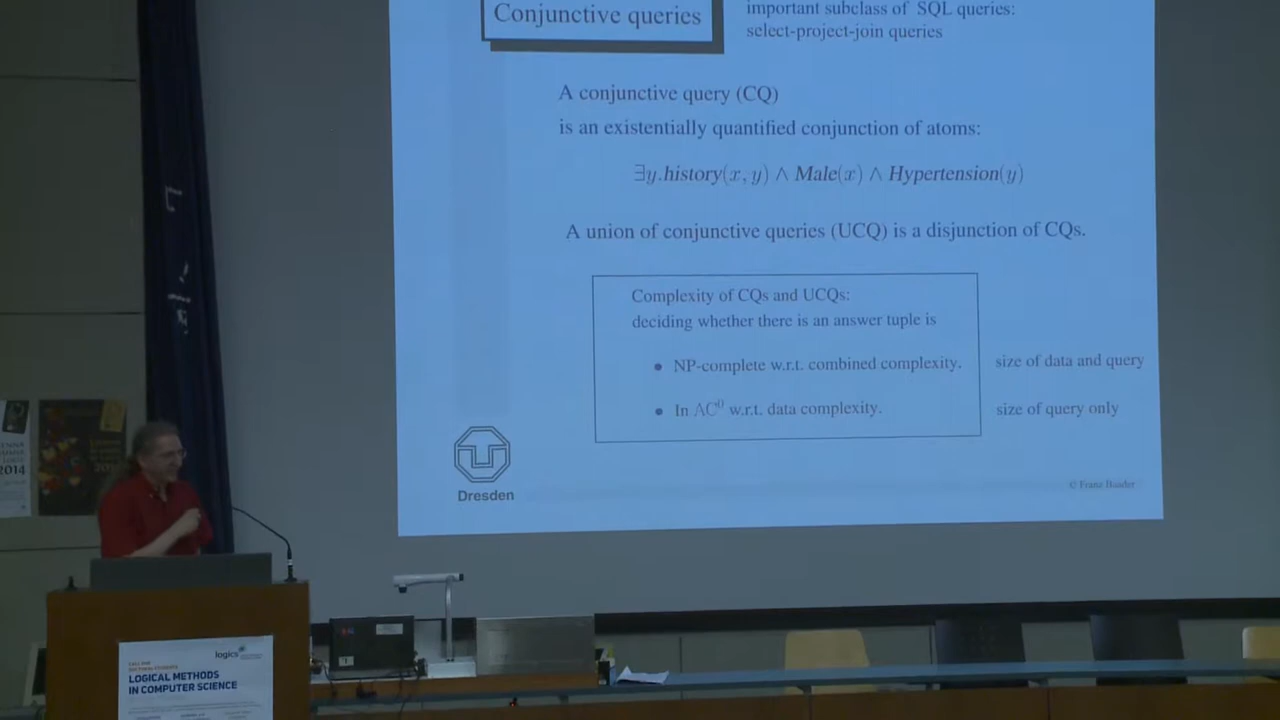 Conjunctive queries
important subclass of SQL queries:
select-project-join queries
A conjunctive query (CQ)
is an existentially quantified conjunction of atoms:
∃y.history(x, y) ∧ Male(x) ∧ Hypertension(y)
A union of conjunctive queries (UCQ) is a disjunction of CQs.
Complexity of CQs and UCQs:
deciding whether there is an answer tuple is
• NP-complete w.r.t. combined complexity.
size of data and query
• In AC⁰ w.r.t. data complexity.
size of query only
Dresden
© Franz Baader
2014
logics
LOGICAL METHODS
IN COMPUTER SCIENCE